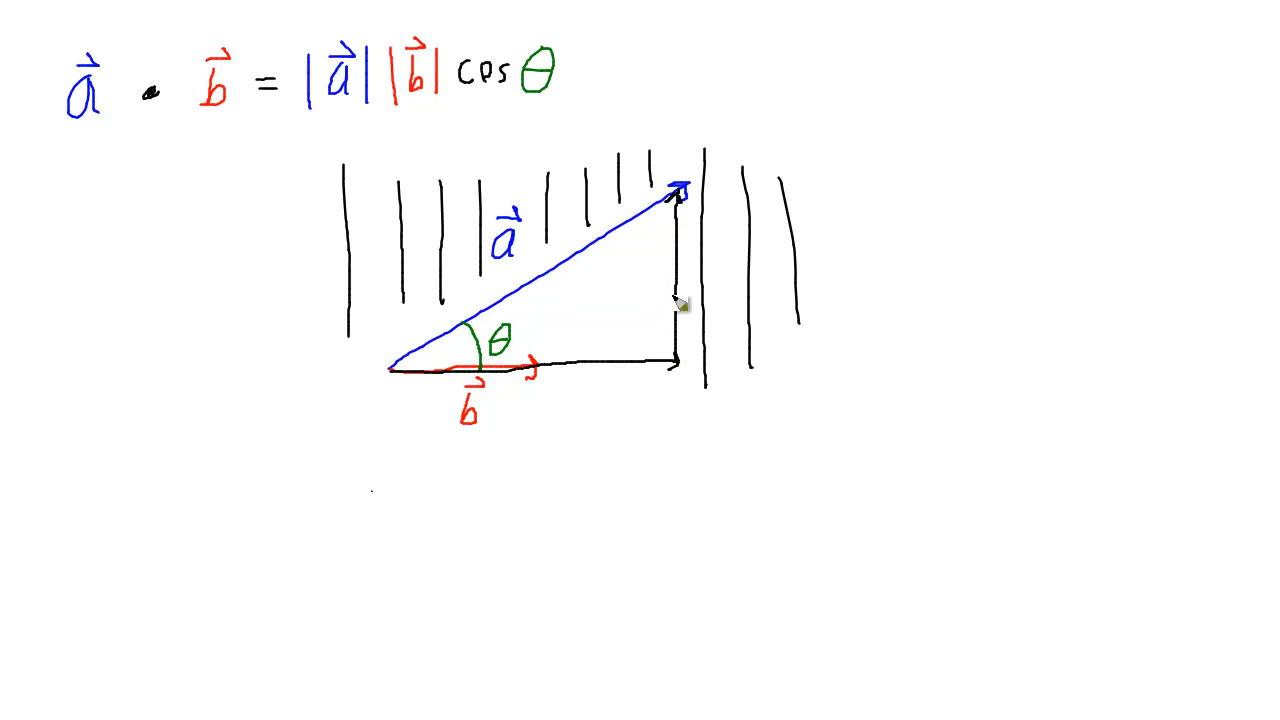 a⃗ • b⃗ = |a⃗| |b⃗| cos θ
a⃗
θ
b⃗